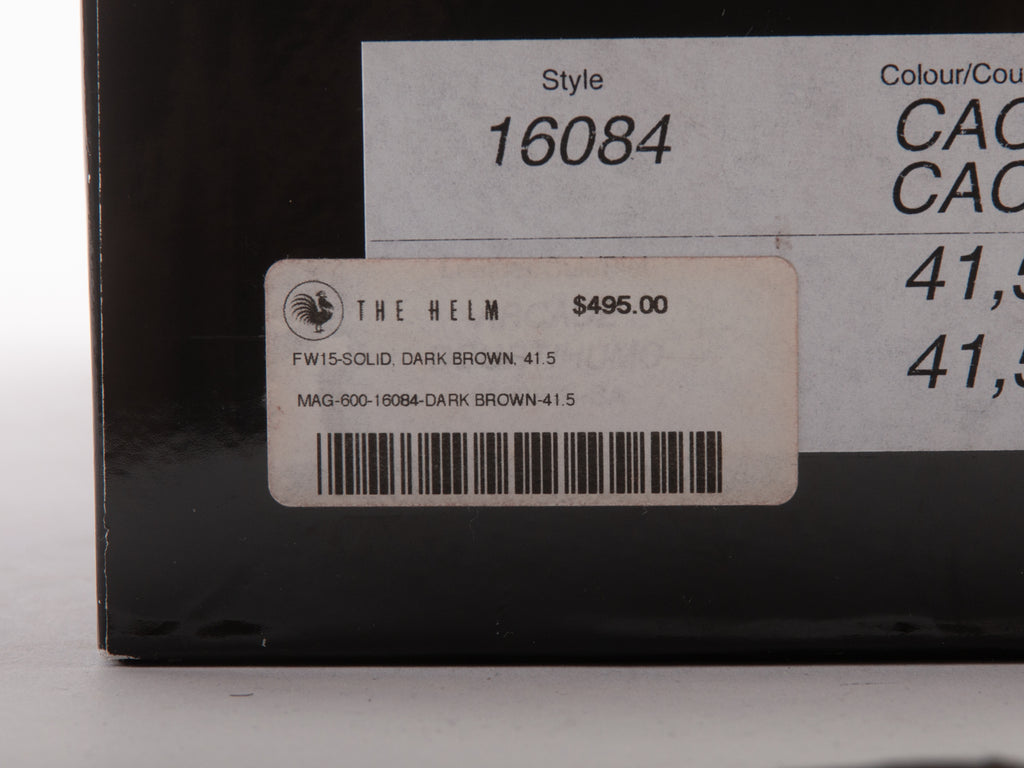 Style
16084
Colour/Cou
CAC
CAC
41,5
41,5
THE HELM
$495.00
FW15-SOLID, DARK BROWN, 41.5
MAG-600-16084-DARK BROWN-41.5